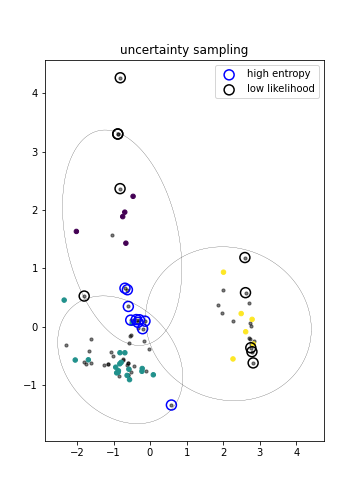 uncertainty sampling
high entropy
low likelihood
4
3
2
1
0
−1
−2 −1 0 1 2 3 4